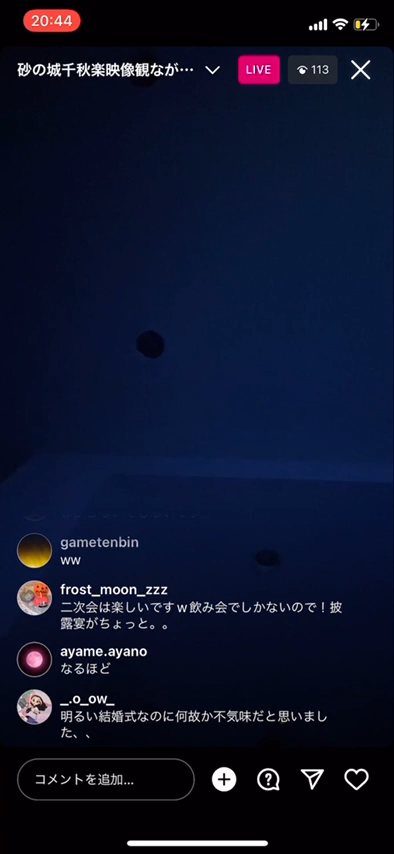 20:44
砂の城千秋楽映像観なが…
LIVE
113
gametenbin
ww
frost_moon_zzz
二次会は楽しいですｗ飲み会でしかないので！披
露宴がちょっと。。
ayame.ayano
なるほど
_.o_ow_
明るい結婚式なのに何故か不気味だと思いまし
た、、
コメントを追加...